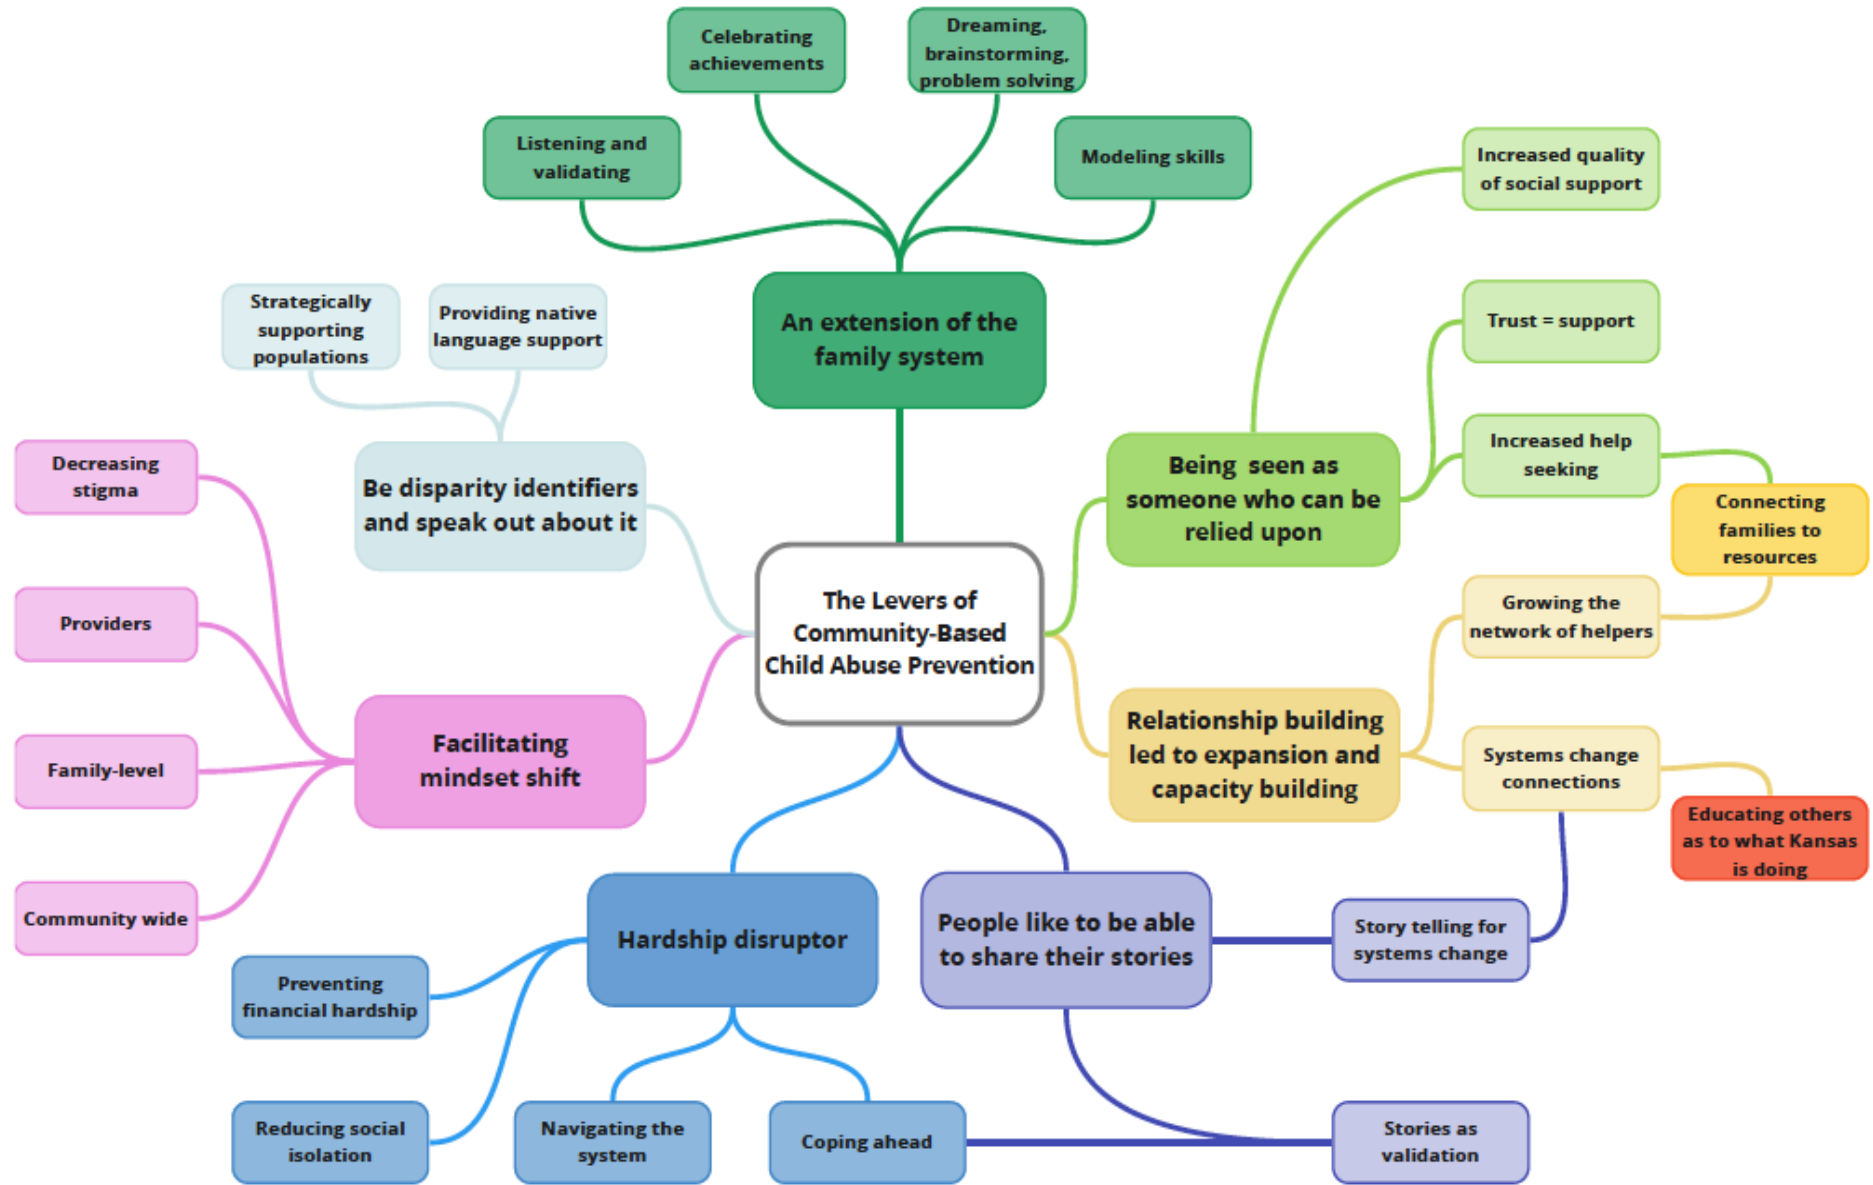 Celebrating
achievements
Dreaming,
brainstorming,
problem solving
Listening and
validating
Modeling skills
Increased quality
of social support
An extension of the
family system
Strategically
supporting
populations
Providing native
language support
Trust = support
Decreasing
stigma
Be disparity identifiers
and speak out about it
Being seen as
someone who can be
relied upon
Increased help
seeking
Connecting
families to
resources
Providers
The Levers of
Community-Based
Child Abuse Prevention
Growing the
network of helpers
Family-level
Facilitating
mindset shift
Relationship building
led to expansion and
capacity building
Systems change
connections
Educating others
as to what Kansas
is doing
Community wide
Hardship disruptor
People like to be able
to share their stories
Story telling for
systems change
Preventing
financial hardship
Reducing social
isolation
Navigating the
system
Coping ahead
Stories as
validation